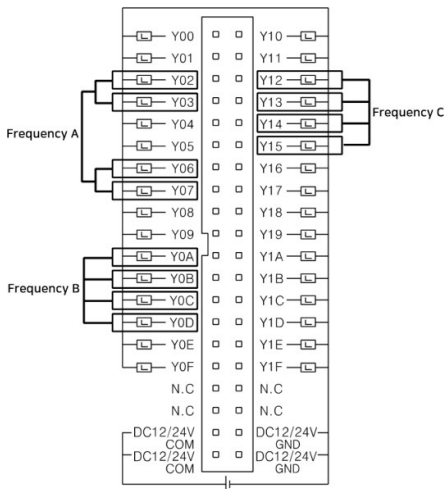 Y00 Y10
Y01 Y11
Y02 Y12
Y03 Y13
Frequency C
Y04 Y14
Frequency A
Y05 Y15
Y06 Y16
Y07 Y17
Y08 Y18
Y09 Y19
Y0A Y1A
Y0B Y1B
Frequency B
Y0C Y1C
Y0D Y1D
Y0E Y1E
Y0F Y1F
N.C N.C
N.C N.C
DC12/24V DC12/24V
COM GND
DC12/24V DC12/24V
COM GND